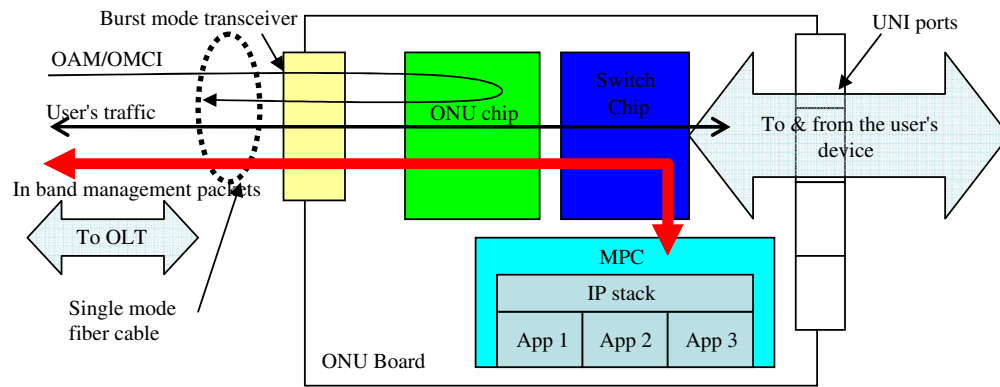 Burst mode transceiver
UNI ports
OAM/OMCI
Switch
Chip
User's traffic
ONU chip
To & from the user's
device
In band management packets
To OLT
MPC
IP stack
Single mode
fiber cable
App 1
App 2
App 3
ONU Board